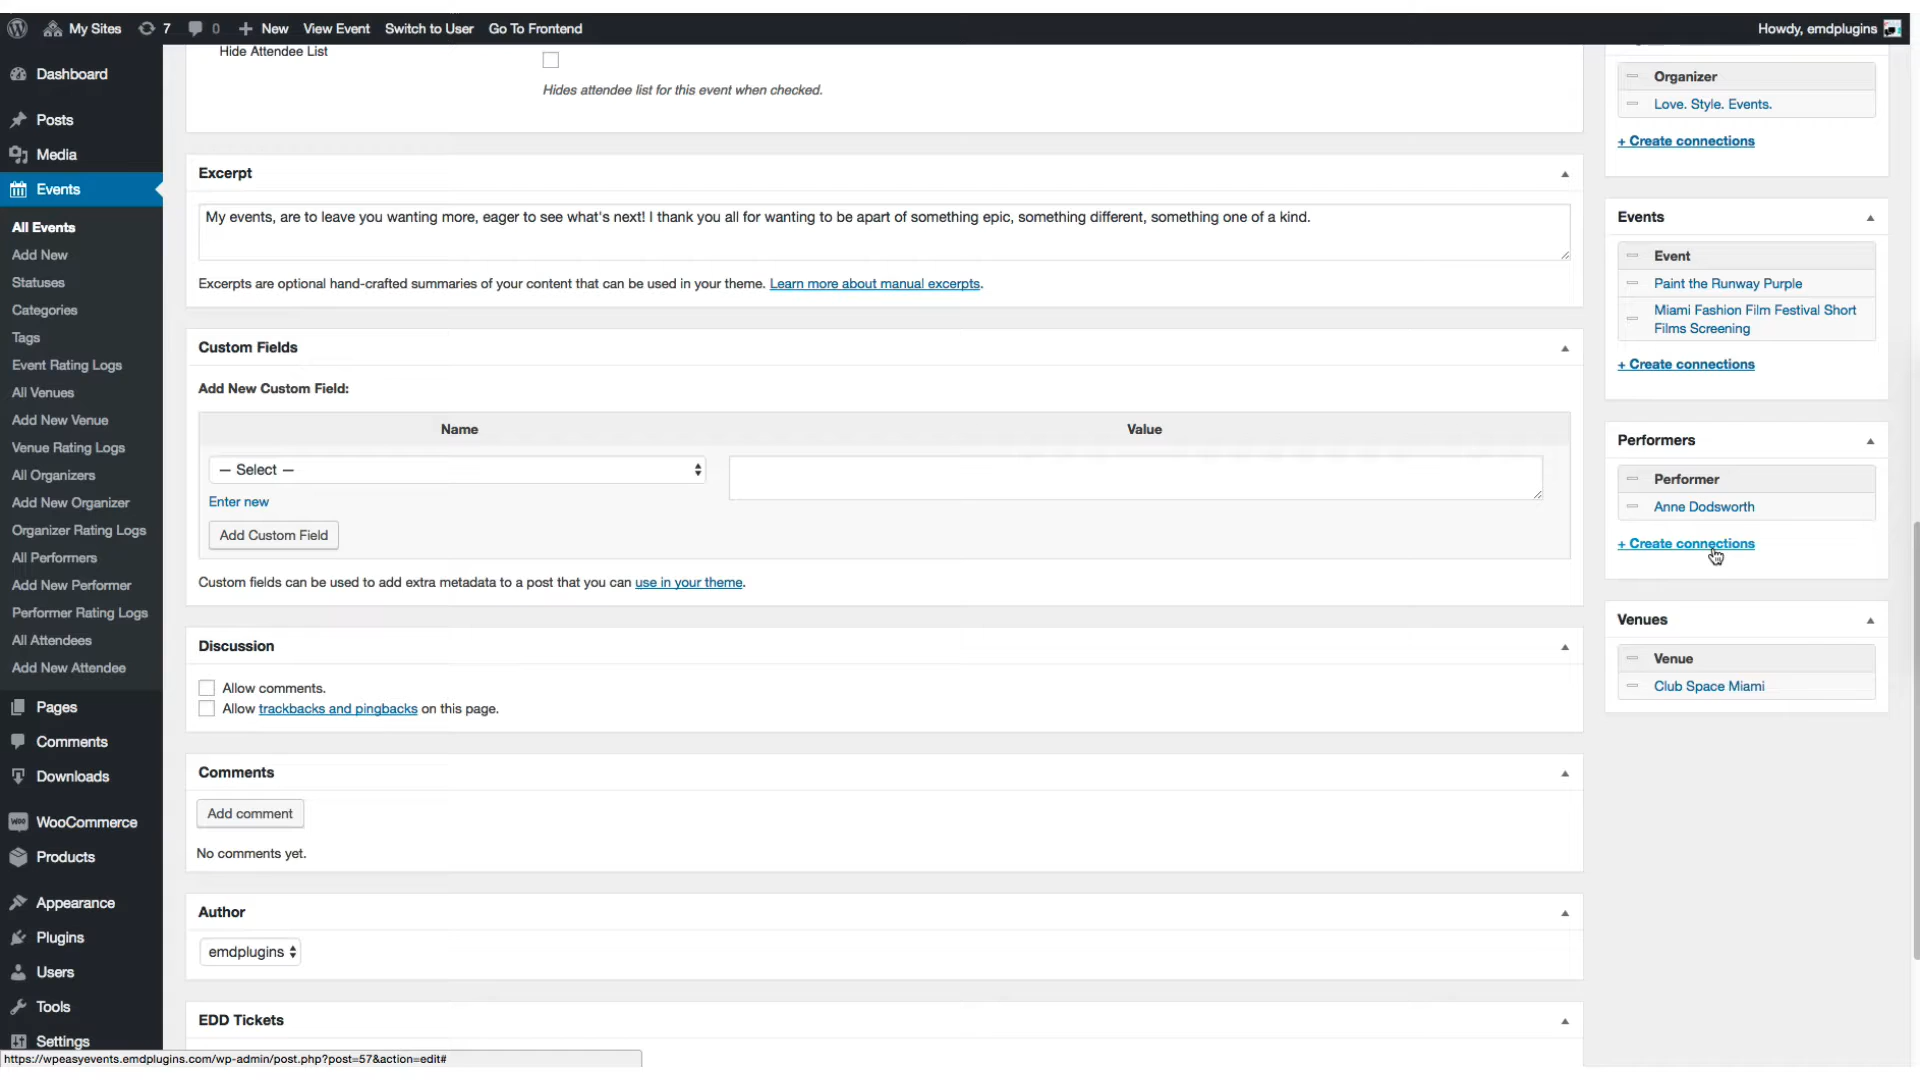 My Sites 7 0 New View Event Switch to User Go To Frontend Howdy, emdplugins
Dashboard
Posts
Media
Events
All Events
Add New
Statuses
Categories
Tags
Event Rating Logs
All Venues
Add New Venue
Venue Rating Logs
All Organizers
Add New Organizer
Organizer Rating Logs
All Performers
Add New Performer
Performer Rating Logs
All Attendees
Add New Attendee
Pages
Comments
Downloads
WooCommerce
Products
Appearance
Plugins
Users
Tools
Settings
Hide Attendee List
Hides attendee list for this event when checked.
Excerpt
My events, are to leave you wanting more, eager to see what's next! I thank you all for wanting to be apart of something epic, something different, something one of a kind.
Excerpts are optional hand-crafted summaries of your content that can be used in your theme. Learn more about manual excerpts.
Custom Fields
Add New Custom Field:
Name Value
— Select —
Enter new
Add Custom Field
Custom fields can be used to add extra metadata to a post that you can use in your theme.
Discussion
Allow comments.
Allow trackbacks and pingbacks on this page.
Comments
Add comment
No comments yet.
Author
emdplugins
EDD Tickets
Organizer
Love. Style. Events.
+ Create connections
Events
Event
Paint the Runway Purple
Miami Fashion Film Festival Short
Films Screening
+ Create connections
Performers
Performer
Anne Dodsworth
+ Create connections
Venues
Venue
Club Space Miami
https://wpeasyevents.emdplugins.com/wp-admin/post.php?post=57&action=edit#